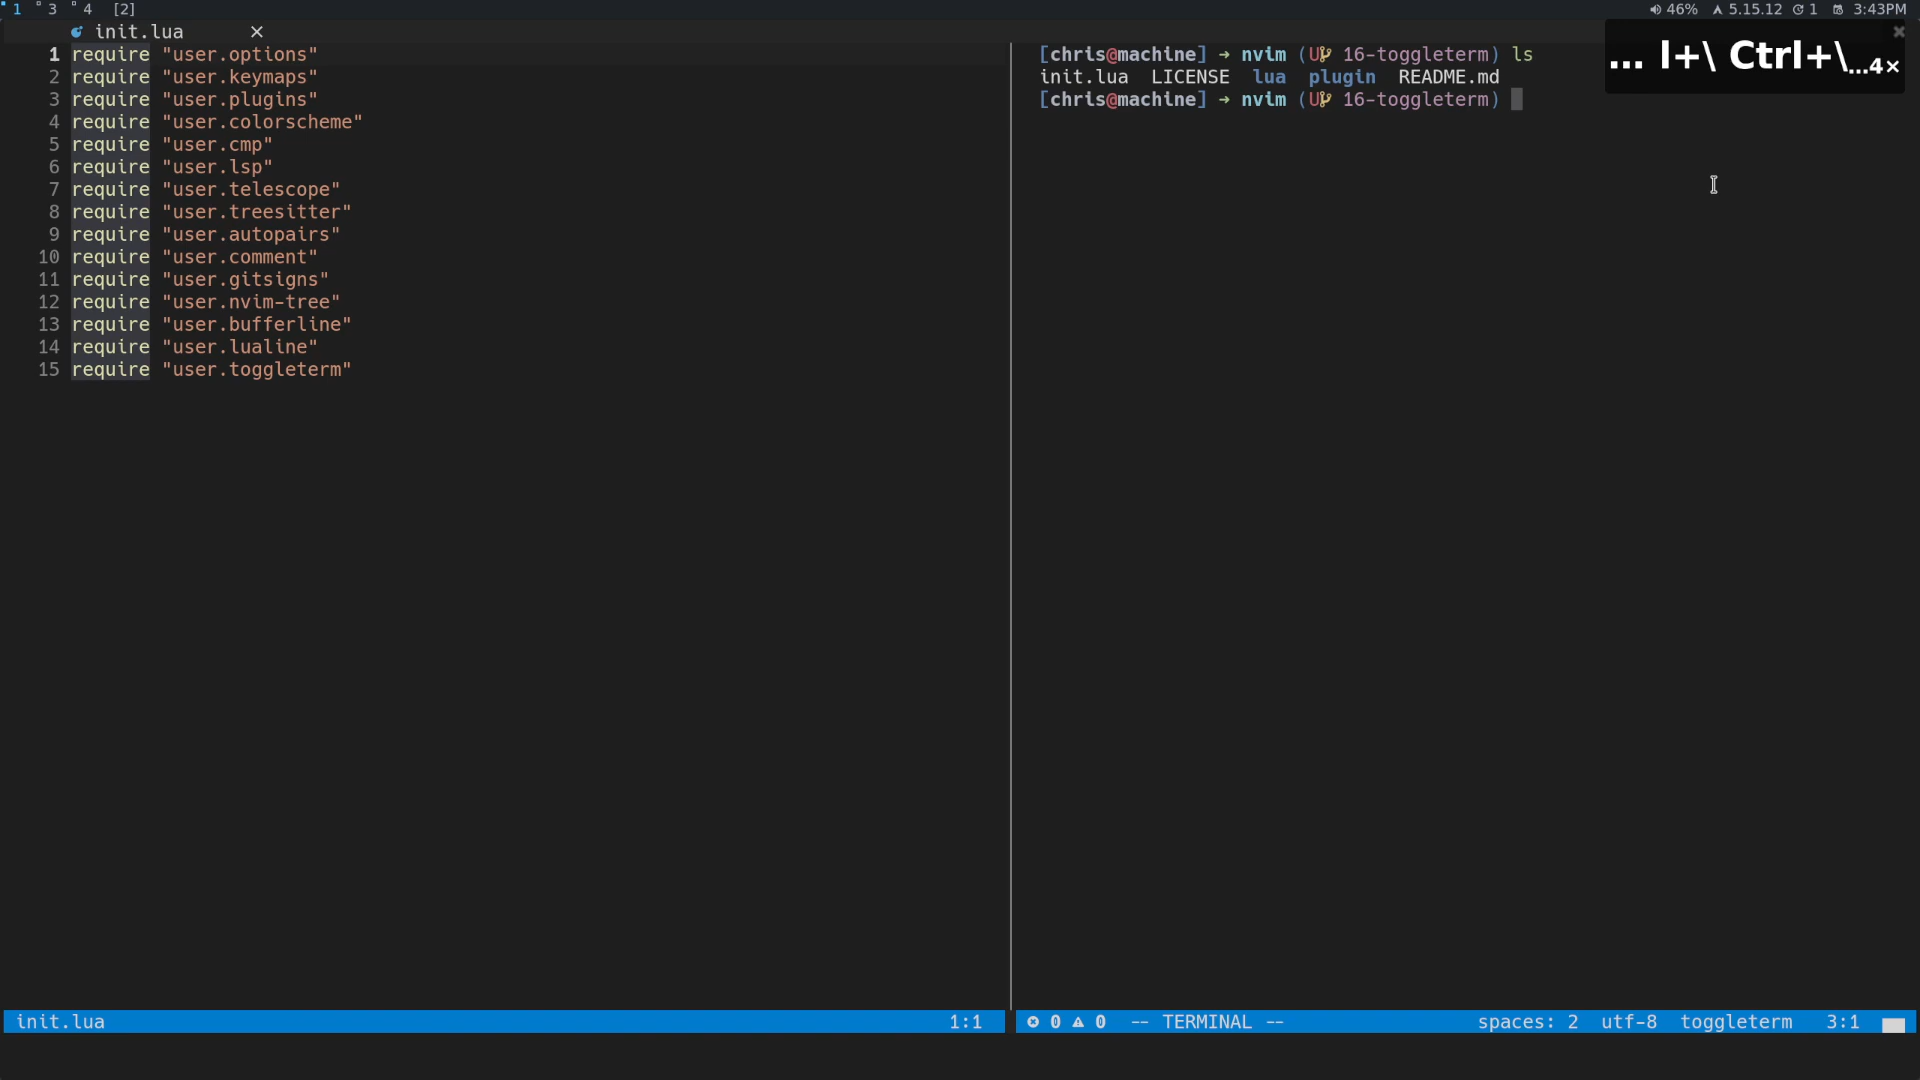 1 3 4 [2] 46% 5.15.12 1 3:43PM
init.lua
1 require "user.options"
2 require "user.keymaps"
3 require "user.plugins"
4 require "user.colorscheme"
5 require "user.cmp"
6 require "user.lsp"
7 require "user.telescope"
8 require "user.treesitter"
9 require "user.autopairs"
10 require "user.comment"
11 require "user.gitsigns"
12 require "user.nvim-tree"
13 require "user.bufferline"
14 require "user.lualine"
15 require "user.toggleterm"
[chris@machine] → nvim (U 16-toggleterm) ls
init.lua LICENSE lua plugin README.md
[chris@machine] → nvim (U 16-toggleterm)
... l+\ Ctrl+\...4×
init.lua 1:1
0 0 -- TERMINAL -- spaces: 2 utf-8 toggleterm 3:1